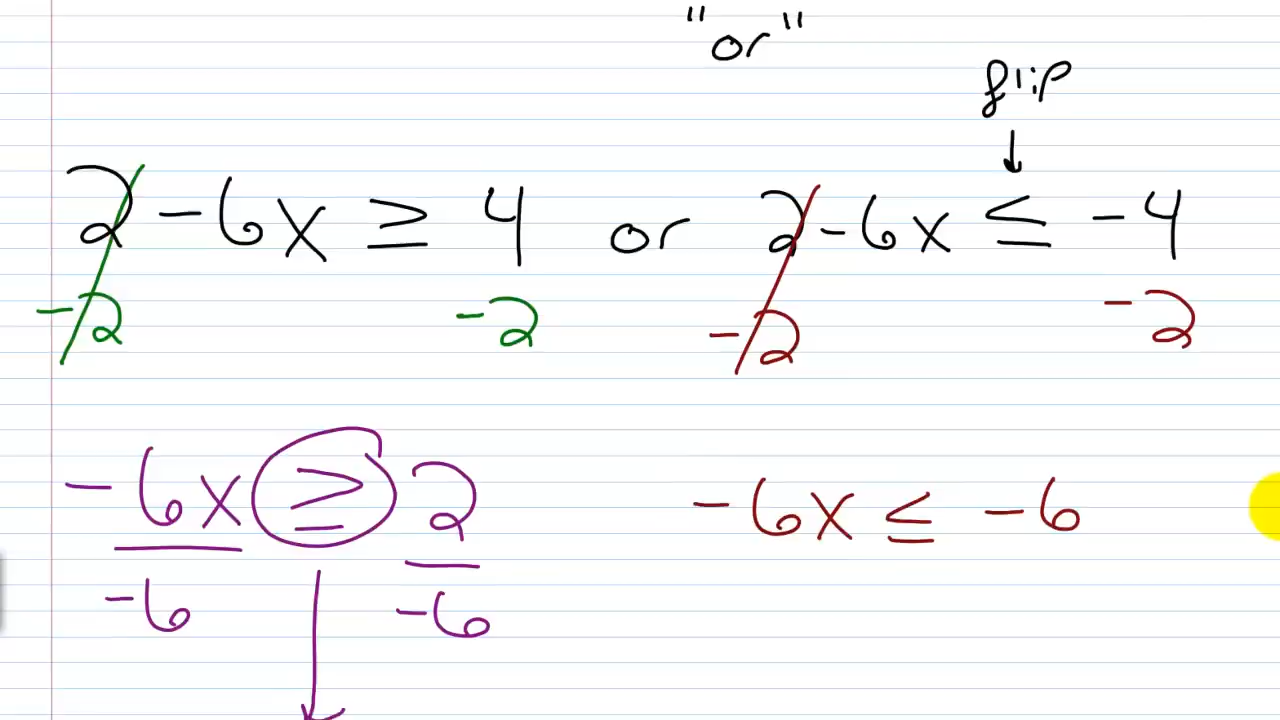 "or"
flip
2 - 6x ≥ 4 or 2 - 6x ≤ -4
-2 -2 -2 -2
-6x ≥ 2 -6x ≤ -6
-6 -6